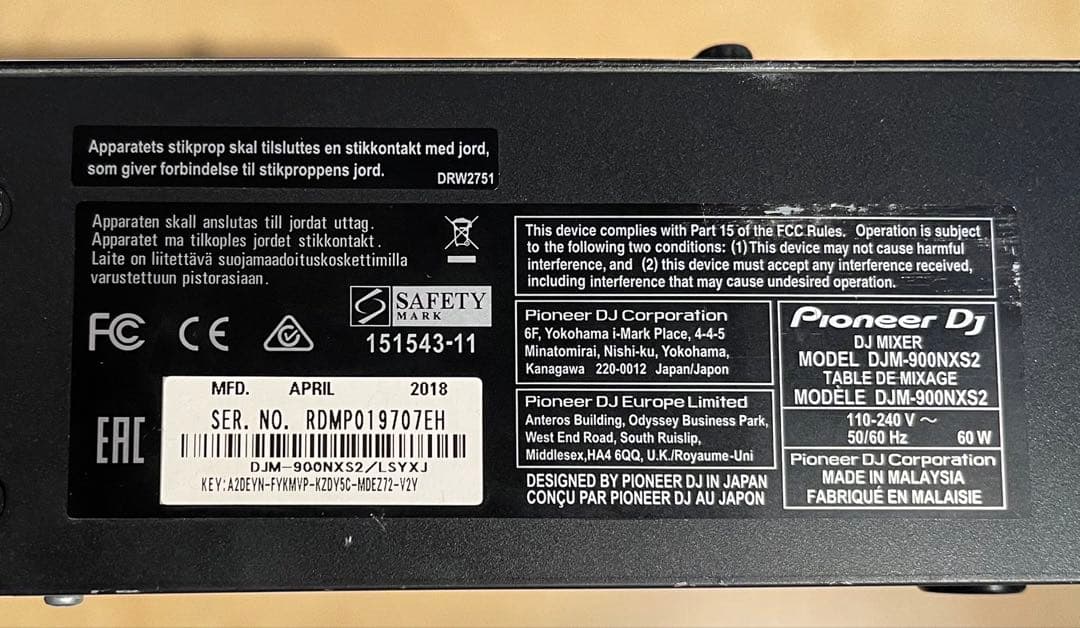 Apparatets stikprop skal tilsluttes en stikkontakt med jord,
som giver forbindelse til stikproppens jord.
DRW2751
Apparaten skall anslutas till jordat uttag.
Apparatet ma tilkoples jordet stikkontakt.
Laite on liitettävä suojamaadoituskoskettimilla
varustettuun pistorasiaan.
FC CE
SAFETY
MARK
151543-11
EAC
MFD. APRIL 2018
SER. NO. RDMP019707EH
DJM-900NXS2/LSYXJ
KEY:A2DEYN-FYKMVP-KZDY5C-MDEZ72-V2Y
This device complies with Part 15 of the FCC Rules. Operation is subject
to the following two conditions: (1) This device may not cause harmful
interference, and (2) this device must accept any interference received,
including interference that may cause undesired operation.
Pioneer DJ Corporation
6F, Yokohama i-Mark Place, 4-4-5
Minatomirai, Nishi-ku, Yokohama,
Kanagawa 220-0012 Japan/Japon
Pioneer DJ Europe Limited
Anteros Building, Odyssey Business Park,
West End Road, South Ruislip,
Middlesex,HA4 6QQ, U.K./Royaume-Uni
DESIGNED BY PIONEER DJ IN JAPAN
CONÇU PAR PIONEER DJ AU JAPON
Pioneer Dj
DJ MIXER
MODEL DJM-900NXS2
TABLE DE MIXAGE
MODÈLE DJM-900NXS2
110-240 V ~
50/60 Hz 60 W
Pioneer DJ Corporation
MADE IN MALAYSIA
FABRIQUÉ EN MALAISIE